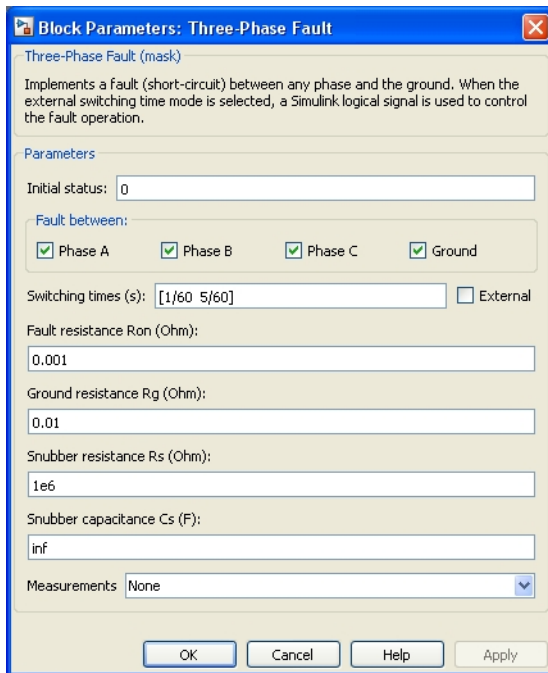 Block Parameters: Three-Phase Fault
Three-Phase Fault (mask)
Implements a fault (short-circuit) between any phase and the ground. When the
external switching time mode is selected, a Simulink logical signal is used to control
the fault operation.
Parameters
Initial status: 0
Fault between:
Phase A Phase B Phase C Ground
Switching times (s): [1/60 5/60] External
Fault resistance Ron (Ohm):
0.001
Ground resistance Rg (Ohm):
0.01
Snubber resistance Rs (Ohm):
1e6
Snubber capacitance Cs (F):
inf
Measurements None
OK Cancel Help Apply